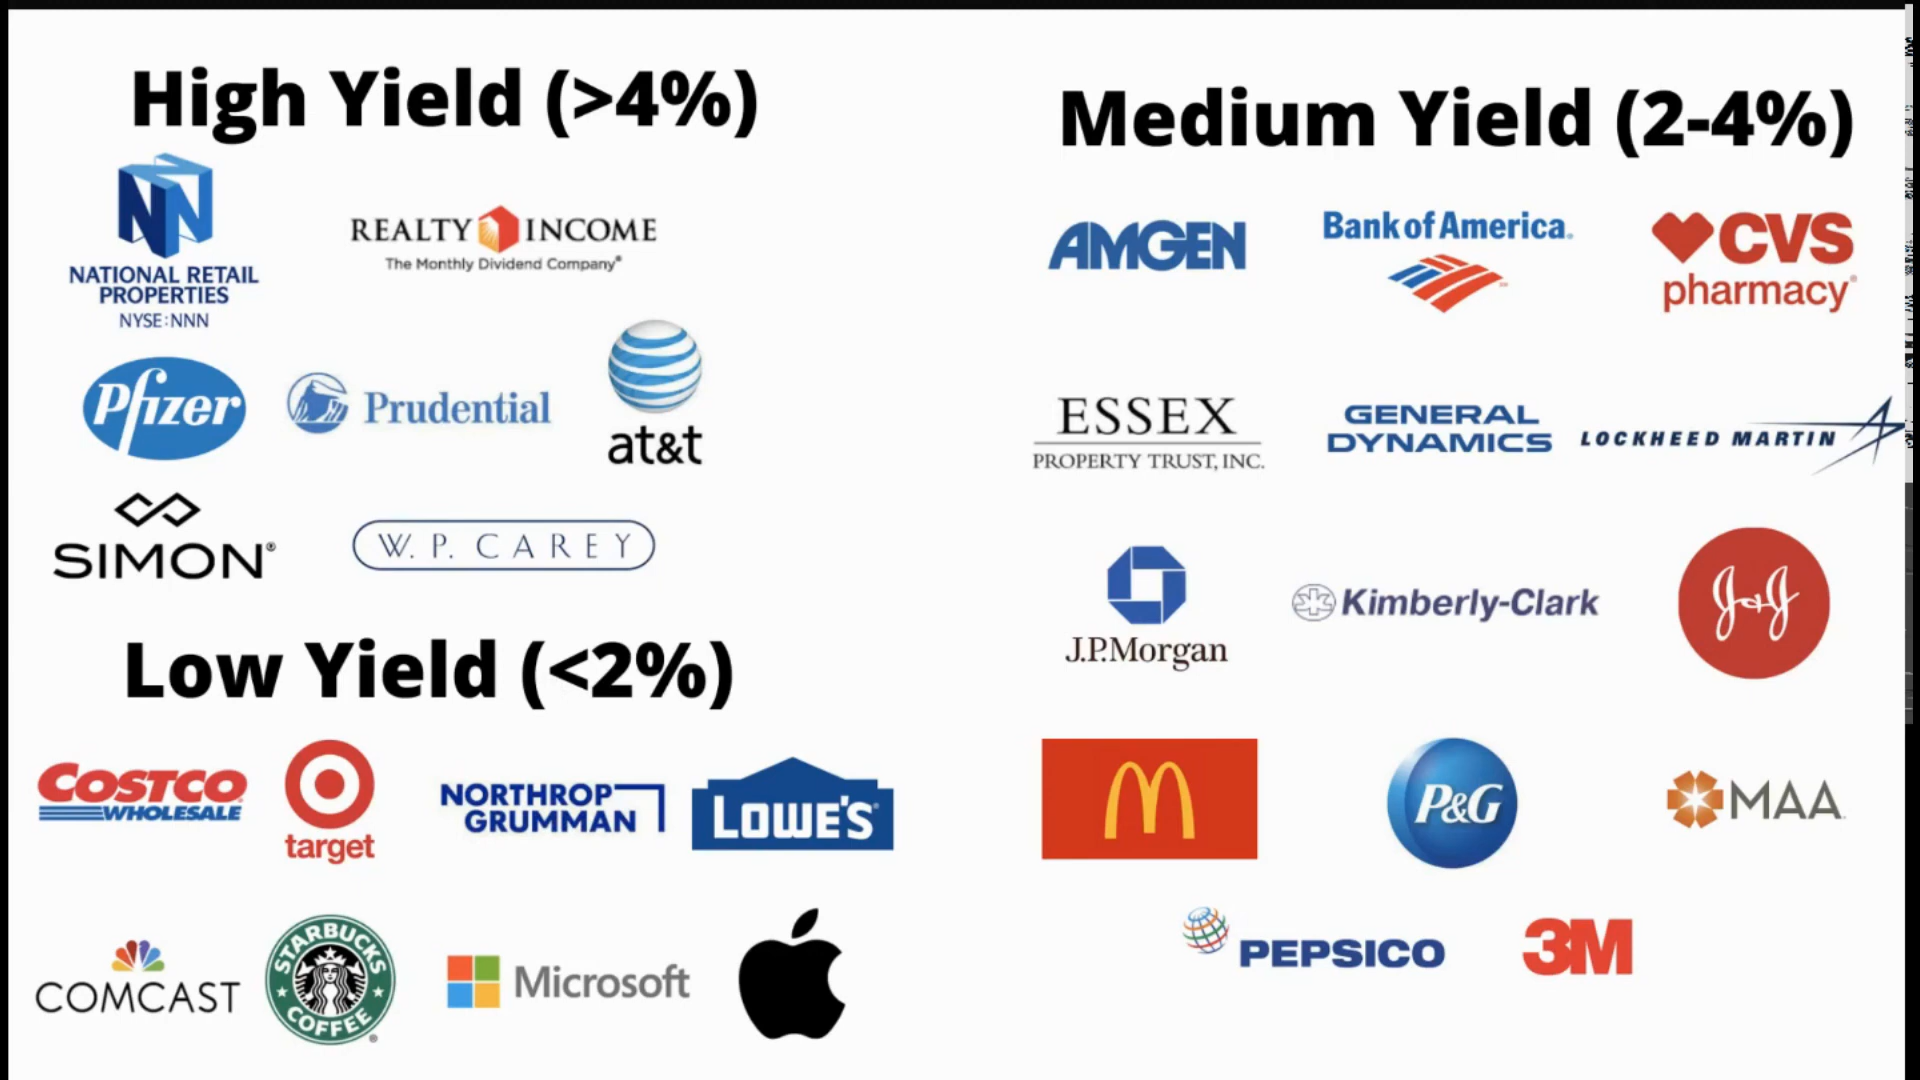 High Yield (>4%)
NATIONAL RETAIL
PROPERTIES
NYSE:NNN
REALTY INCOME
The Monthly Dividend Company®
Pfizer
Prudential
at&t
SIMON®
W. P. CAREY
Low Yield (<2%)
COSTCO
WHOLESALE
target
NORTHROP
GRUMMAN
LOWE'S
COMCAST
STARBUCKS
COFFEE
Microsoft
Medium Yield (2-4%)
AMGEN
Bank of America
CVS
pharmacy®
ESSEX
PROPERTY TRUST, INC.
GENERAL
DYNAMICS
LOCKHEED MARTIN
J.P.Morgan
Kimberly-Clark
J&J
M
P&G
MAA
PEPSICO
3M